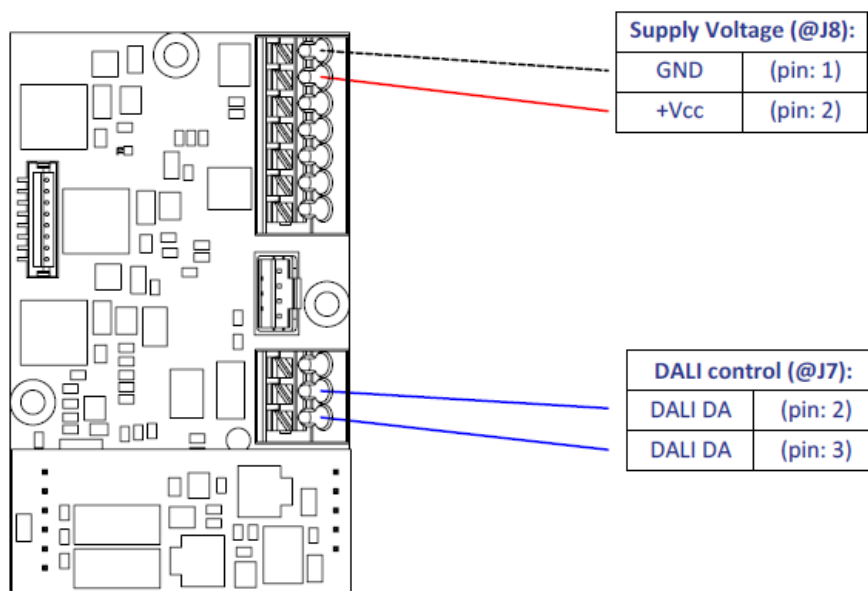 Supply Voltage (@J8):
GND (pin: 1)
+Vcc (pin: 2)
DALI control (@J7):
DALI DA (pin: 2)
DALI DA (pin: 3)